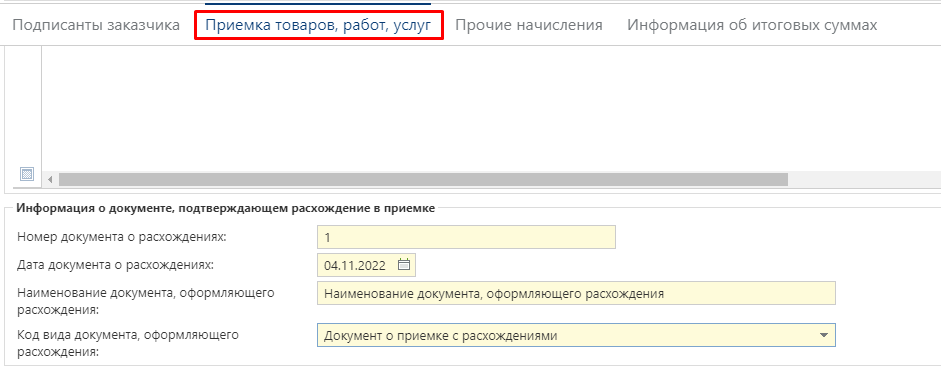 Подписанты заказчика Приемка товаров, работ, услуг Прочие начисления Информация об итоговых суммах
Информация о документе, подтверждающем расхождение в приемке
Номер документа о расхождениях: 1
Дата документа о расхождениях: 04.11.2022
Наименование документа, оформляющего расхождения: Наименование документа, оформляющего расхождения
Код вида документа, оформляющего расхождения: Документ о приемке с расхождениями